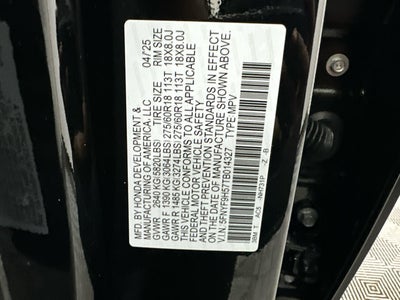 MFD. BY HONDA DEVELOPMENT & 04/25
MANUFACTURING OF AMERICA, LLC
GVWR 2640 KG(5820LBS) TIRE SIZE RIM SIZE
GAWR F 1390 KG(3064LBS) 275/60R18 113T 18X8.0J
GAWR R 1485 KG(3274LBS) 275/60R18 113T 18X8.0J
THIS VEHICLE CONFORMS TO ALL APPLICABLE
FEDERAL MOTOR VEHICLE SAFETY AND
THEFT PREVENTION STANDARDS IN EFFECT
ON THE DATE OF MANUFACTURE SHOWN ABOVE.
V.I.N. 5FNYF9H57TB014327 TYPE MPV
T AC5 NH731P Z - B